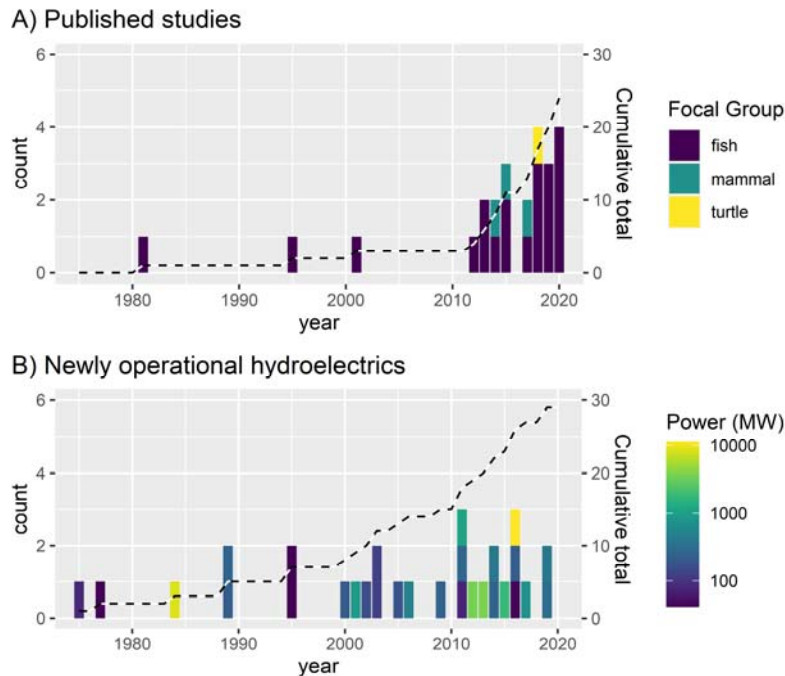 A) Published studies
6
4
2
0
count
30
20
10
0
Cumulative total
1980
1990
2000
2010
2020
year
Focal Group
fish
mammal
turtle
B) Newly operational hydroelectrics
6
4
2
0
count
30
20
10
0
Cumulative total
1980
1990
2000
2010
2020
year
Power (MW)
10000
1000
100